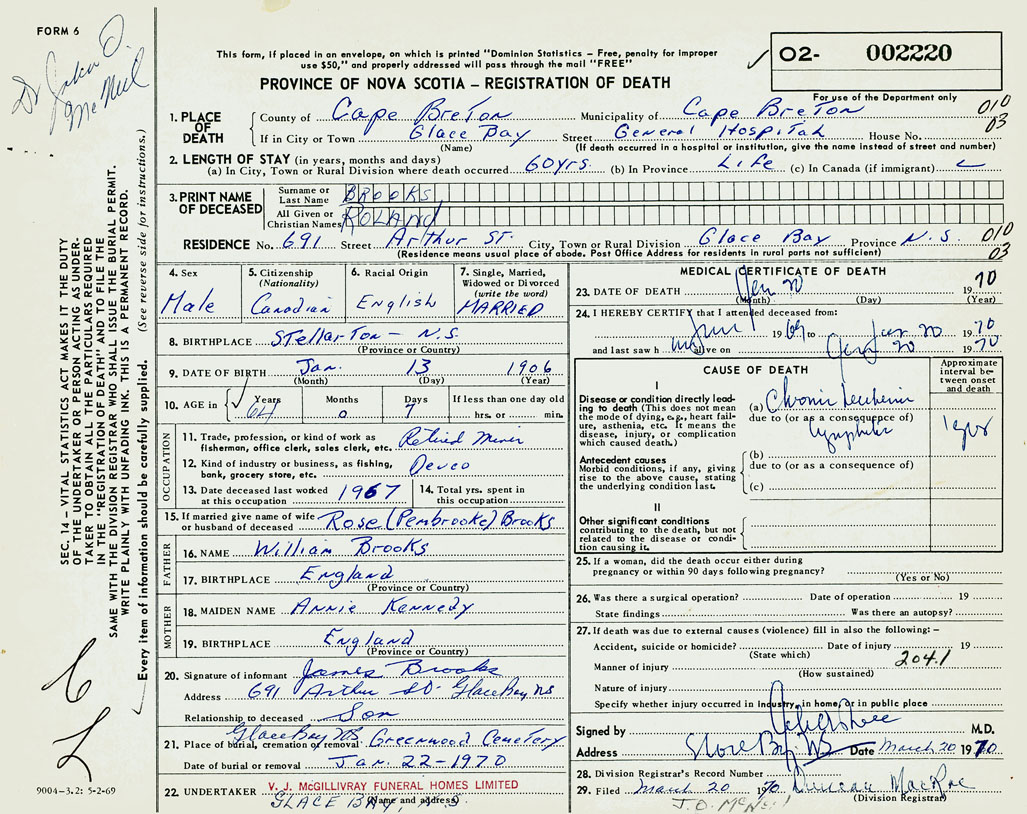 FORM 6
Dr John D. McNeil
This form, if placed in an envelope, on which is printed "Dominion Statistics – Free, penalty for improper
use $50," and properly addressed will pass through the mail "FREE"
O2- 002220
PROVINCE OF NOVA SCOTIA – REGISTRATION OF DEATH
For use of the Department only
1. PLACE OF DEATH County of Cape Breton Municipality of Cape Breton 010
If in City or Town Glace Bay Street General Hospital House No. 03
(Name) (If death occurred in a hospital or institution, give the name instead of street and number)
2. LENGTH OF STAY (in years, months and days)
(a) In City, Town or Rural Division where death occurred 60 yrs. (b) In Province Life (c) In Canada (if immigrant)
3. PRINT NAME OF DECEASED
Surname or Last Name BROOKS
All Given or Christian Names ROLAND
RESIDENCE No. 691 Street Arthur St. City, Town or Rural Division Glace Bay Province N.S. 010
03
(Residence means usual place of abode. Post Office Address for residents in rural parts not sufficient)
4. Sex
Male
5. Citizenship
(Nationality)
Canadian
6. Racial Origin
English
7. Single, Married, Widowed or Divorced
(write the word)
MARRIED
8. BIRTHPLACE Stellarton – N.S.
(Province or Country)
9. DATE OF BIRTH Jan. 13 1906
(Month) (Day) (Year)
10. AGE in Years Months Days If less than one day old
64 0 7 hrs. or min.
OCCUPATION
11. Trade, profession, or kind of work as
fisherman, office clerk, sales clerk, etc. Retired Miner
12. Kind of industry or business, as fishing,
bank, grocery store, etc. Devco
13. Date deceased last worked
at this occupation 1967
14. Total yrs. spent in
this occupation
15. If married give name of wife
or husband of deceased Rose (Pembrooke) Brooks
FATHER
16. NAME William Brooks
17. BIRTHPLACE England
(Province or Country)
MOTHER
18. MAIDEN NAME Annie Kennedy
19. BIRTHPLACE England
(Province or Country)
20. Signature of informant James Brooks
Address 691 Arthur St. Glace Bay, NS
Relationship to deceased Son
Glace Bay NS
21. Place of burial, cremation or removal Greenwood Cemetery
Date of burial or removal Jan. 22 – 1970
22. UNDERTAKER V. J. McGILLIVRAY FUNERAL HOMES LIMITED
GLACE BAY, N.S.
(Name and address)
MEDICAL CERTIFICATE OF DEATH
23. DATE OF DEATH Jan 20 1970
(Month) (Day) (Year)
24. I HEREBY CERTIFY that I attended deceased from:
1969 to Jan 20 1970
and last saw him alive on Jan 20 1970
CAUSE OF DEATH
Approximate interval between onset and death
I
Disease or condition directly leading to death (This does not mean the mode of dying, e.g., heart failure, asthenia, etc. It means the disease, injury, or complication which caused death.)
(a) Chronic
due to (or as a consequence of)
Antecedent causes
Morbid conditions, if any, giving rise to the above cause, stating the underlying condition last.
(b)
due to (or as a consequence of)
(c)
II
Other significant conditions
contributing to the death, but not related to the disease or condition causing it.
25. If a woman, did the death occur either during
pregnancy or within 90 days following pregnancy?
(Yes or No)
26. Was there a surgical operation? Date of operation 19
State findings Was there an autopsy?
27. If death was due to external causes (violence) fill in also the following: –
Accident, suicide or homicide? Date of injury 19
(State which) 204.1
Manner of injury
(How sustained)
Nature of injury
Specify whether injury occurred in Industry, in home, or in public place
Signed by M.D.
Address Glace Bay, NS Date March 20 1970
28. Division Registrar's Record Number
29. Filed March 20 1970 Duncan MacRae
(Division Registrar)
J.D. McNeil
SEC. 14 – VITAL STATISTICS ACT MAKES IT THE DUTY
OF THE UNDERTAKER OR PERSON ACTING AS UNDER-
TAKER TO OBTAIN ALL THE PARTICULARS REQUIRED
IN THE "REGISTRATION OF DEATH" AND TO FILE THE
SAME WITH THE DIVISION REGISTRAR WHO SHALL ISSUE THE BURIAL PERMIT.
WRITE PLAINLY WITH UNFADING INK. THIS IS A PERMANENT RECORD.
Every item of information should be carefully supplied. (See reverse side for instructions.)
9004-3.2: 5-2-69